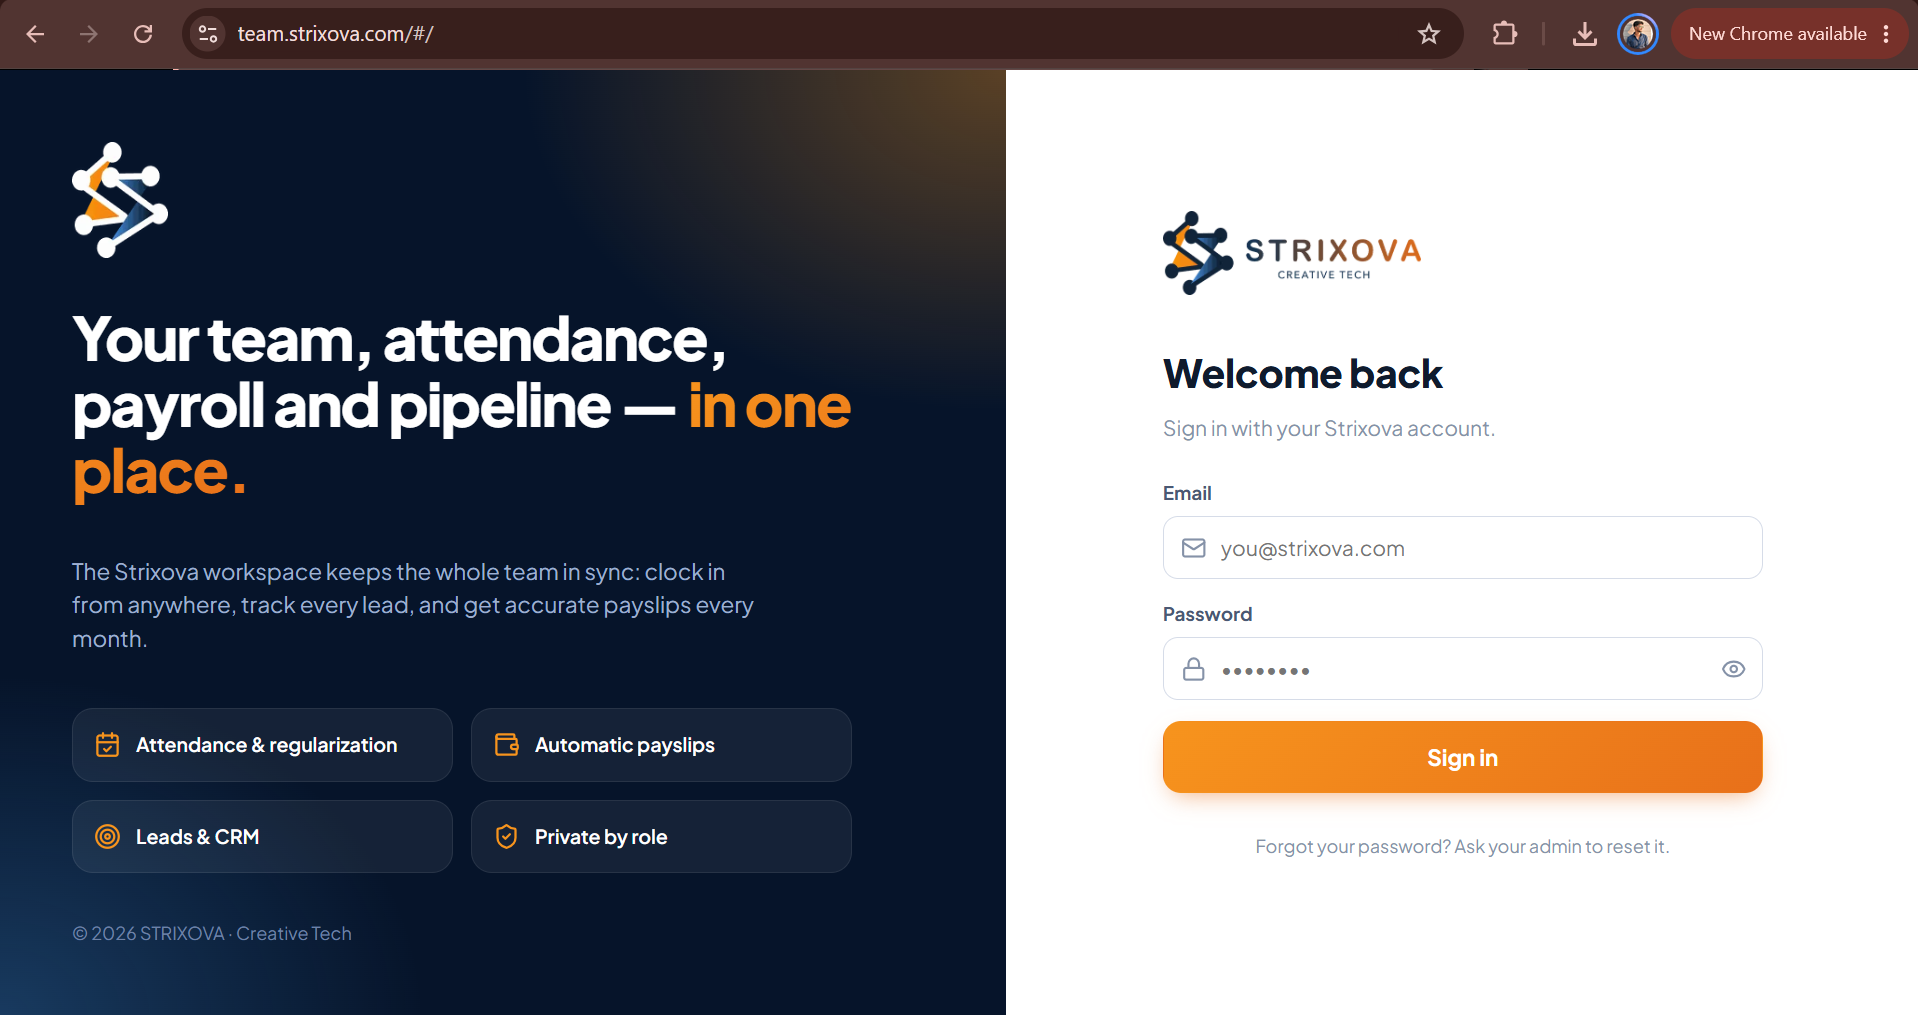 team.strixova.com/#/
New Chrome available
Your team, attendance,
payroll and pipeline — in one
place.
The Strixova workspace keeps the whole team in sync: clock in
from anywhere, track every lead, and get accurate payslips every
month.
Attendance & regularization
Automatic payslips
Leads & CRM
Private by role
© 2026 STRIXOVA · Creative Tech
STRIXOVA
CREATIVE TECH
Welcome back
Sign in with your Strixova account.
Email
you@strixova.com
Password
••••••••
Sign in
Forgot your password? Ask your admin to reset it.